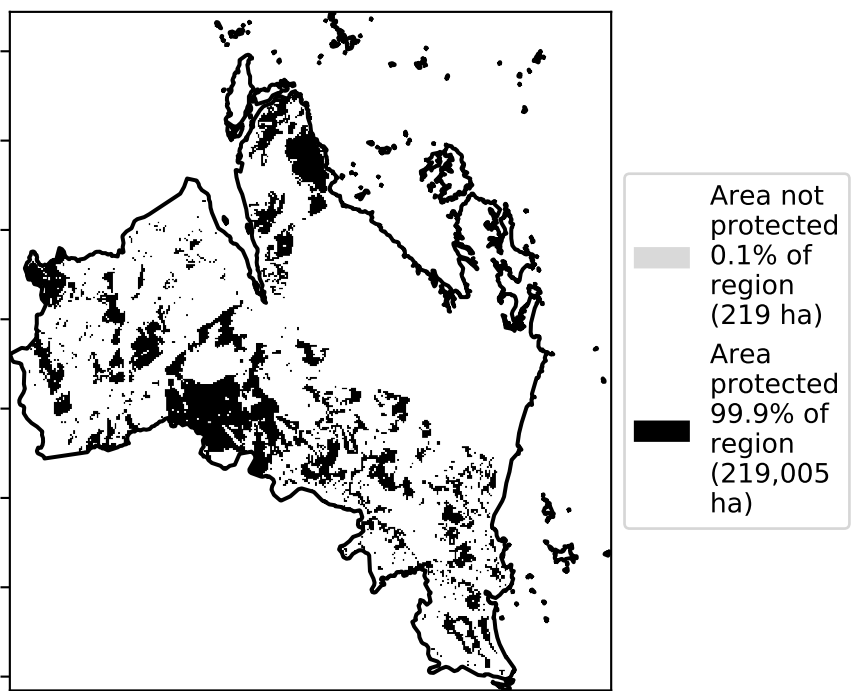 Area not
protected
0.1% of
region
(219 ha)
Area
protected
99.9% of
region
(219,005
ha)